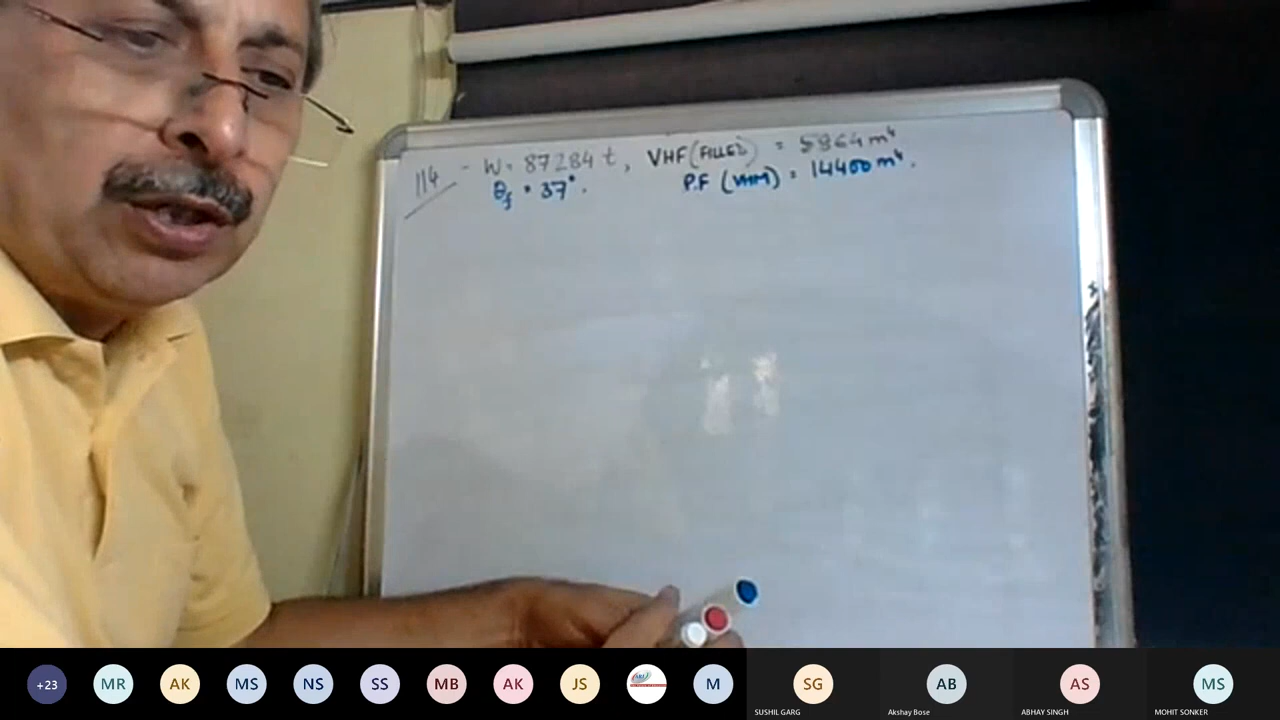 114 - W = 87284 t, VHF (FILLED) = 5864 m⁴
θf = 37°. P.F (VHM) = 14400 m⁴.
+23 MR AK MS NS SS MB AK JS M SG AB AS MS
SUSHIL GARG Akshay Bose ABHAY SINGH MOHIT SONKER